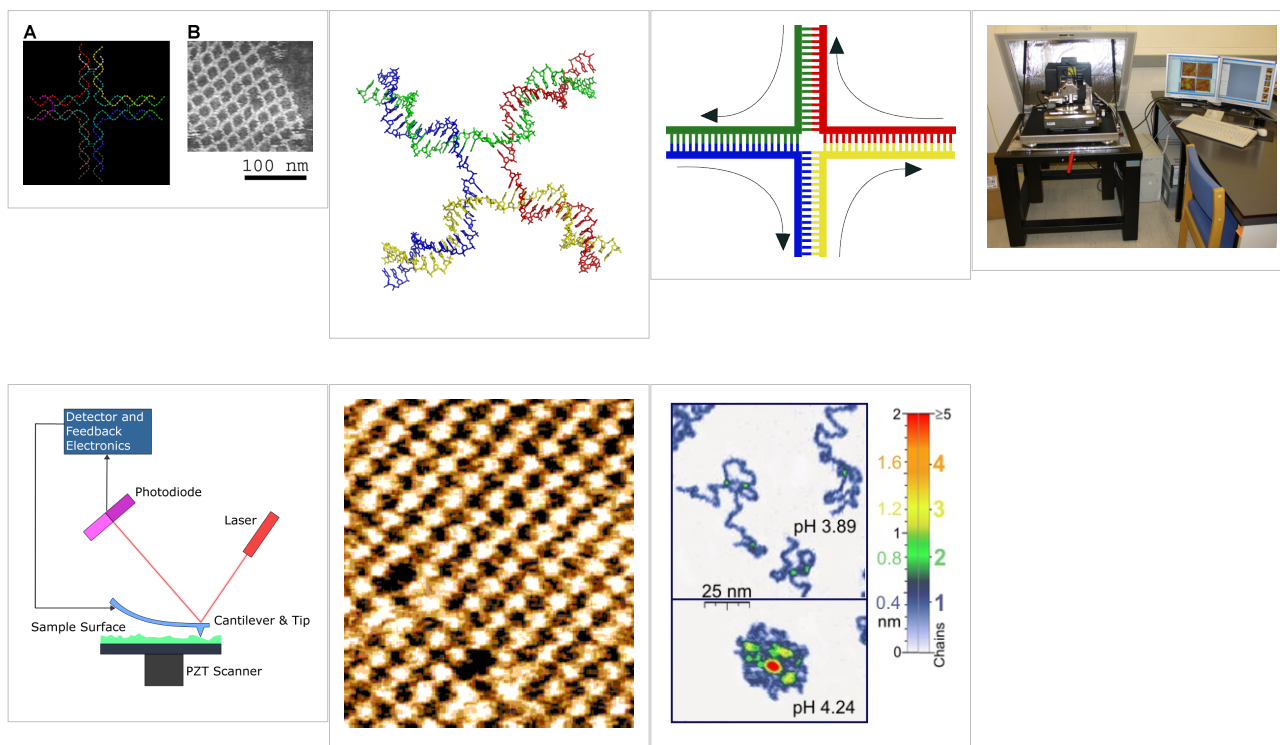 A
B
100 nm
Detector and
Feedback
Electronics
Photodiode
Laser
Cantilever & Tip
Sample Surface
PZT Scanner
pH 3.89
25 nm
pH 4.24
2
≥5
1.6
4
1.2
3
0.8
2
0.4
1
nm
0
Chains